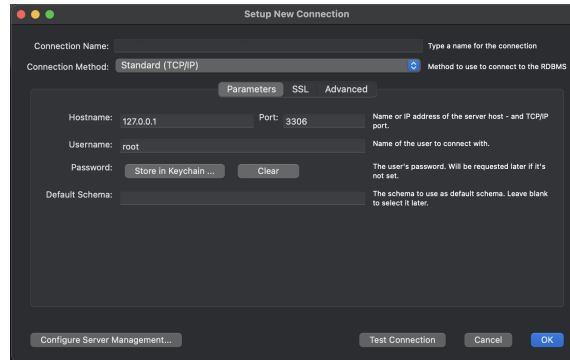 Setup New Connection
Connection Name:
Type a name for the connection
Connection Method: Standard (TCP/IP)
Method to use to connect to the RDBMS
Parameters SSL Advanced
Hostname: 127.0.0.1 Port: 3306
Name or IP address of the server host - and TCP/IP
port.
Username: root
Name of the user to connect with.
Password: Store in Keychain ... Clear
The user's password. Will be requested later if it's
not set.
Default Schema:
The schema to use as default schema. Leave blank
to select it later.
Configure Server Management... Test Connection Cancel OK